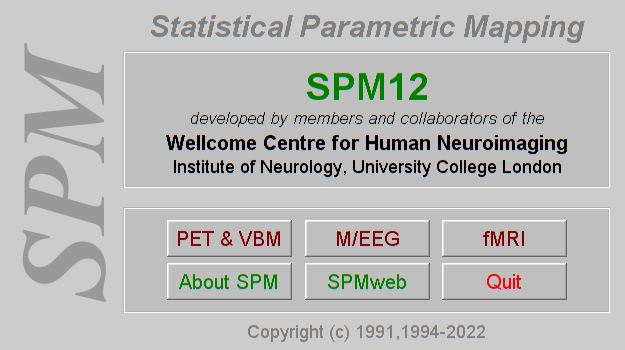 SPM
Statistical Parametric Mapping
SPM12
developed by members and collaborators of the
Wellcome Centre for Human Neuroimaging
Institute of Neurology, University College London
PET & VBM M/EEG fMRI
About SPM SPMweb Quit
Copyright (c) 1991,1994-2022